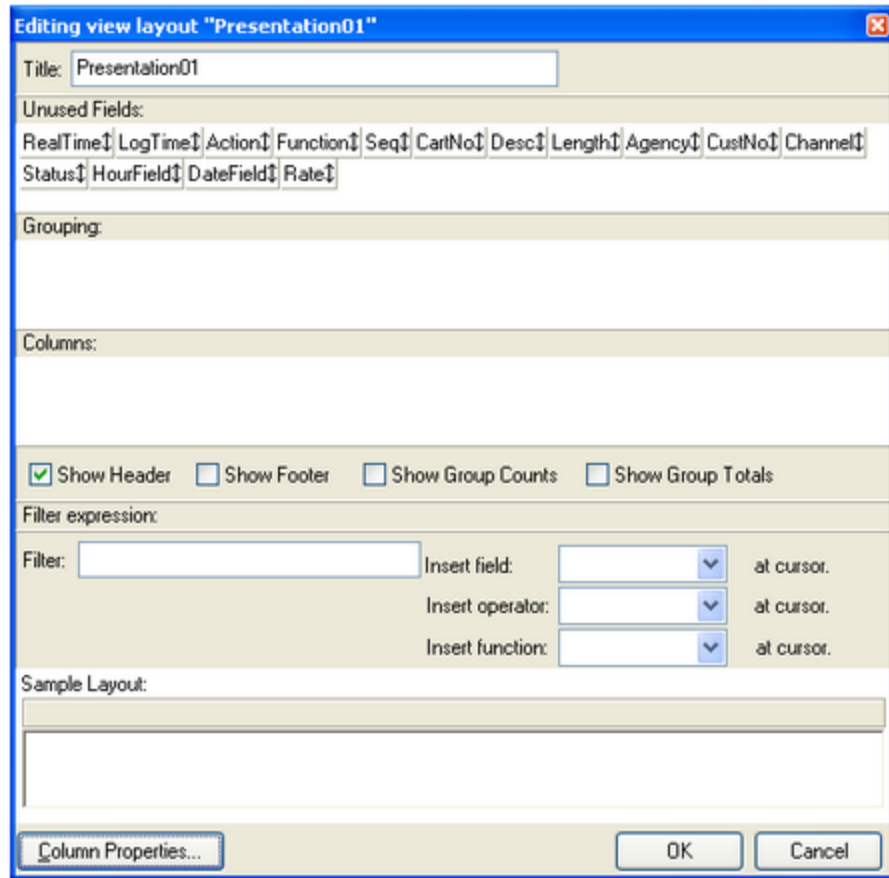 Editing view layout "Presentation01"
Title: Presentation01
Unused Fields:
RealTime↕ LogTime↕ Action↕ Function↕ Seq↕ CartNo↕ Desc↕ Length↕ Agency↕ CustNo↕ Channel↕
Status↕ HourField↕ DateField↕ Rate↕
Grouping:
Columns:
Show Header Show Footer Show Group Counts Show Group Totals
Filter expression:
Filter: Insert field: at cursor.
Insert operator: at cursor.
Insert function: at cursor.
Sample Layout:
Column Properties... OK Cancel